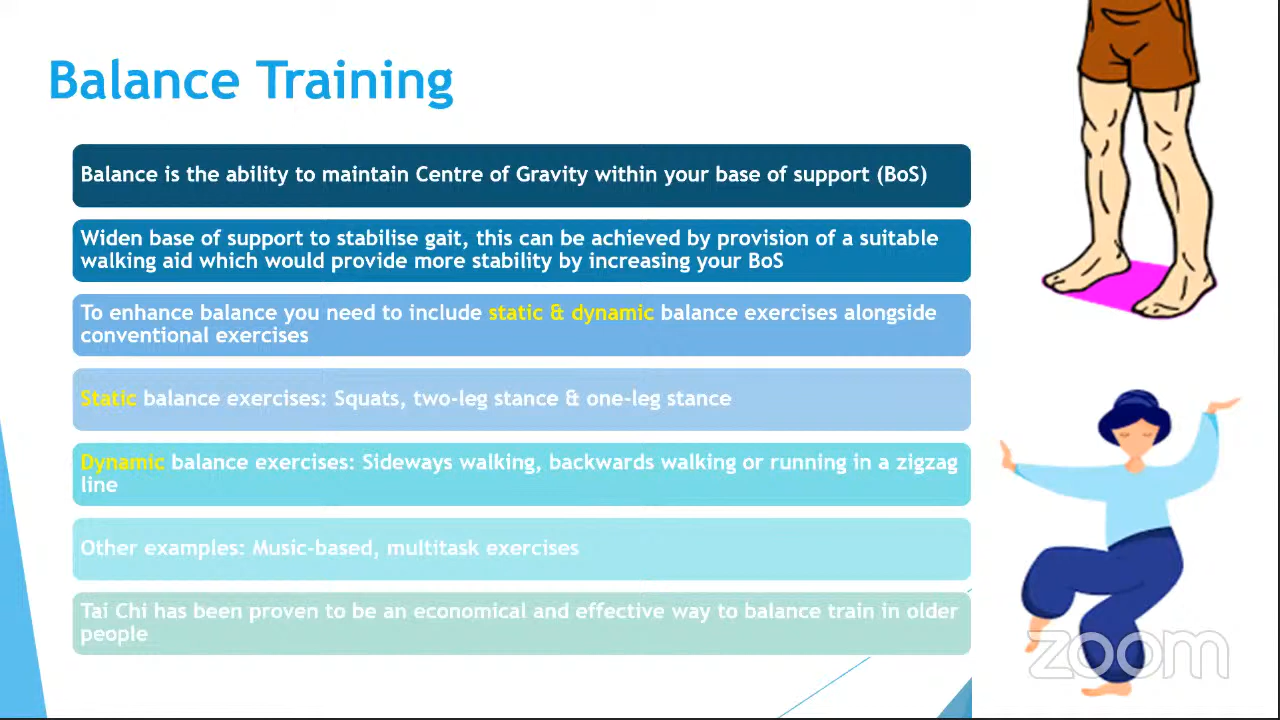 Balance Training
Balance is the ability to maintain Centre of Gravity within your base of support (BoS)
Widen base of support to stabilise gait, this can be achieved by provision of a suitable
walking aid which would provide more stability by increasing your BoS
To enhance balance you need to include static & dynamic balance exercises alongside
conventional exercises
Static balance exercises: Squats, two-leg stance & one-leg stance
Dynamic balance exercises: Sideways walking, backwards walking or running in a zigzag
line
Other examples: Music-based, multitask exercises
Tai Chi has been proven to be an economical and effective way to balance train in older
people
zoom